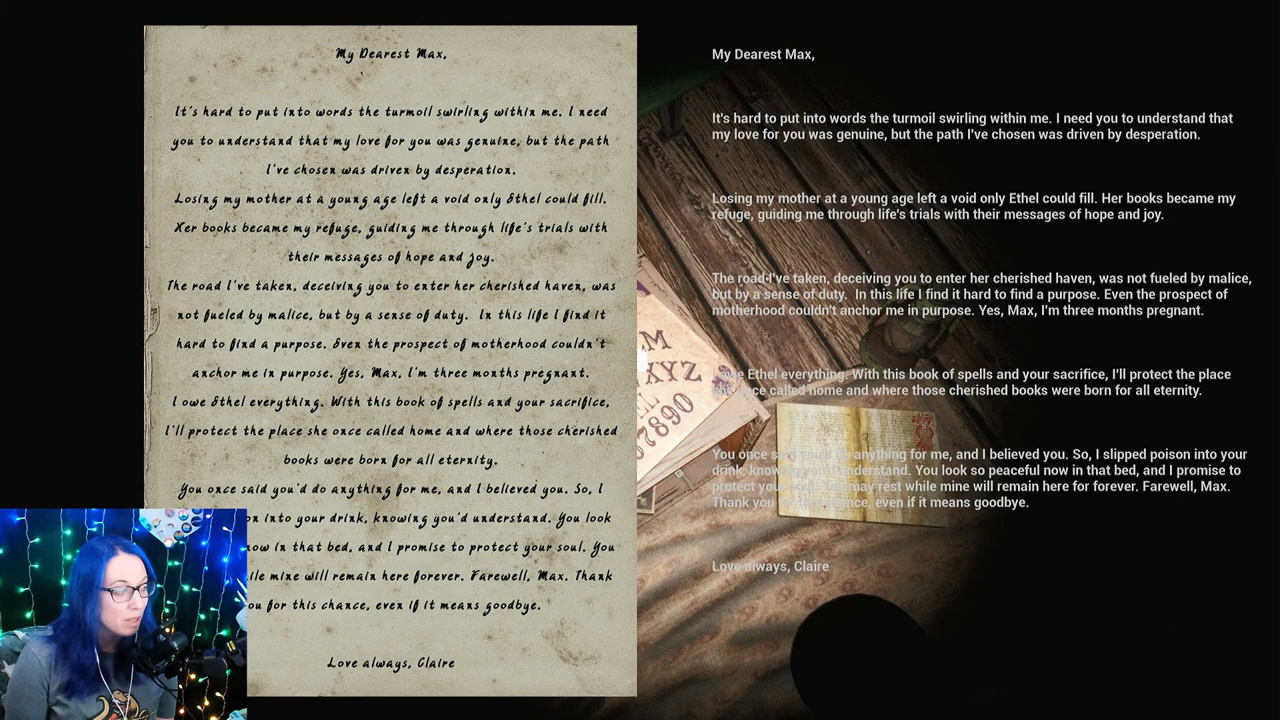 My Dearest Max,
It's hard to put into words the turmoil swirling within me. I need
you to understand that my love for you was genuine, but the path
I've chosen was driven by desperation.
Losing my mother at a young age left a void only Ethel could fill.
Her books became my refuge, guiding me through life's trials with
their messages of hope and joy.
The road I've taken, deceiving you to enter her cherished haven, was
not fueled by malice, but by a sense of duty. In this life I find it
hard to find a purpose. Even the prospect of motherhood couldn't
anchor me in purpose. Yes, Max, I'm three months pregnant.
I owe Ethel everything. With this book of spells and your sacrifice,
I'll protect the place she once called home and where those cherished
books were born for all eternity.
You once said you'd do anything for me, and I believed you. So, I
into your drink, knowing you'd understand. You look
now in that bed, and I promise to protect your soul. You
mine will remain here forever. Farewell, Max. Thank
for this chance, even if it means goodbye.
Love always, Claire
My Dearest Max,
It's hard to put into words the turmoil swirling within me. I need you to understand that
my love for you was genuine, but the path I've chosen was driven by desperation.
Losing my mother at a young age left a void only Ethel could fill. Her books became my
refuge, guiding me through life's trials with their messages of hope and joy.
The road I've taken, deceiving you to enter her cherished haven, was not fueled by malice,
but by a sense of duty. In this life I find it hard to find a purpose. Even the prospect of
motherhood couldn't anchor me in purpose. Yes, Max, I'm three months pregnant.
I owe Ethel everything. With this book of spells and your sacrifice, I'll protect the place
she once called home and where those cherished books were born for all eternity.
You once said you'd do anything for me, and I believed you. So, I slipped poison into your
drink, knowing you'd understand. You look so peaceful now in that bed, and I promise to
protect your soul. You may rest while mine will remain here for forever. Farewell, Max.
Thank you for this chance, even if it means goodbye.
Love always, Claire
M
XYZ
67890